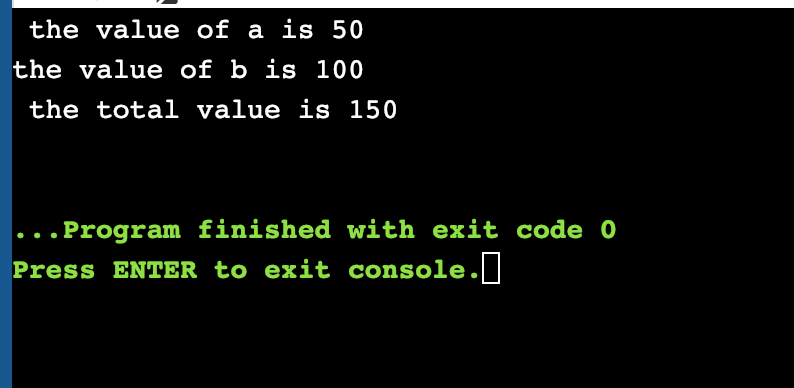 the value of a is 50
the value of b is 100
the total value is 150
...Program finished with exit code 0
Press ENTER to exit console.